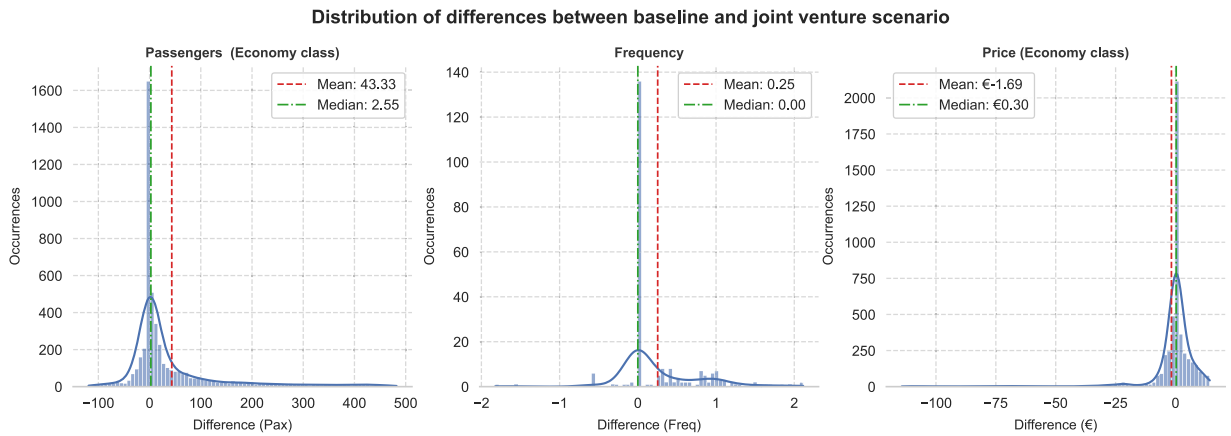 Distribution of differences between baseline and joint venture scenario
Passengers  (Economy class)
Mean: 43.33
Median: 2.55
Occurrences
1600
1400
1200
1000
800
600
400
200
0
−100 0 100 200 300 400 500
Difference (Pax)
Frequency
Mean: 0.25
Median: 0.00
Occurrences
140
120
100
80
60
40
20
0
−2 −1 0 1 2
Difference (Freq)
Price (Economy class)
Mean: €-1.69
Median: €0.30
Occurrences
2000
1750
1500
1250
1000
750
500
250
0
−100 −75 −50 −25 0
Difference (€)